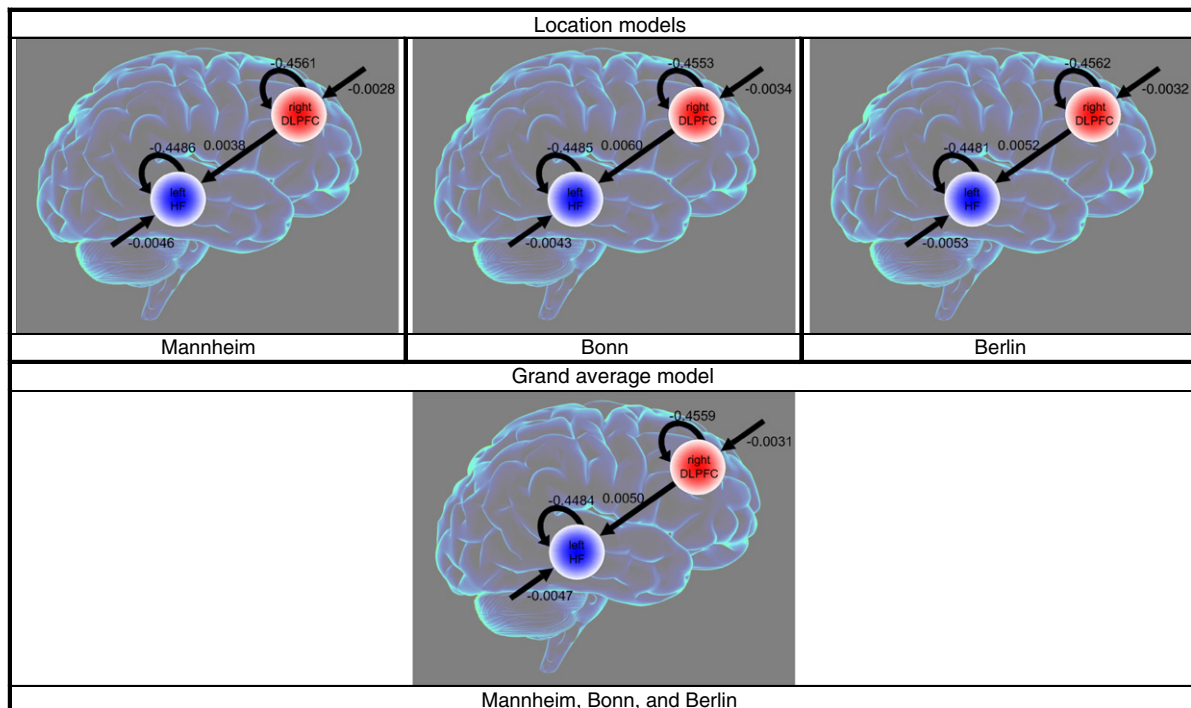 Location models
-0.4561
-0.0028
right
DLPFC
-0.4486 0.0038
left
HF
-0.0046
-0.4553
-0.0034
right
DLPFC
-0.4485 0.0060
left
HF
-0.0043
-0.4562
-0.0032
right
DLPFC
-0.4481 0.0052
left
HF
-0.0053
Mannheim
Bonn
Berlin
Grand average model
-0.4559
-0.0031
right
DLPFC
-0.4484 0.0050
left
HF
-0.0047
Mannheim, Bonn, and Berlin